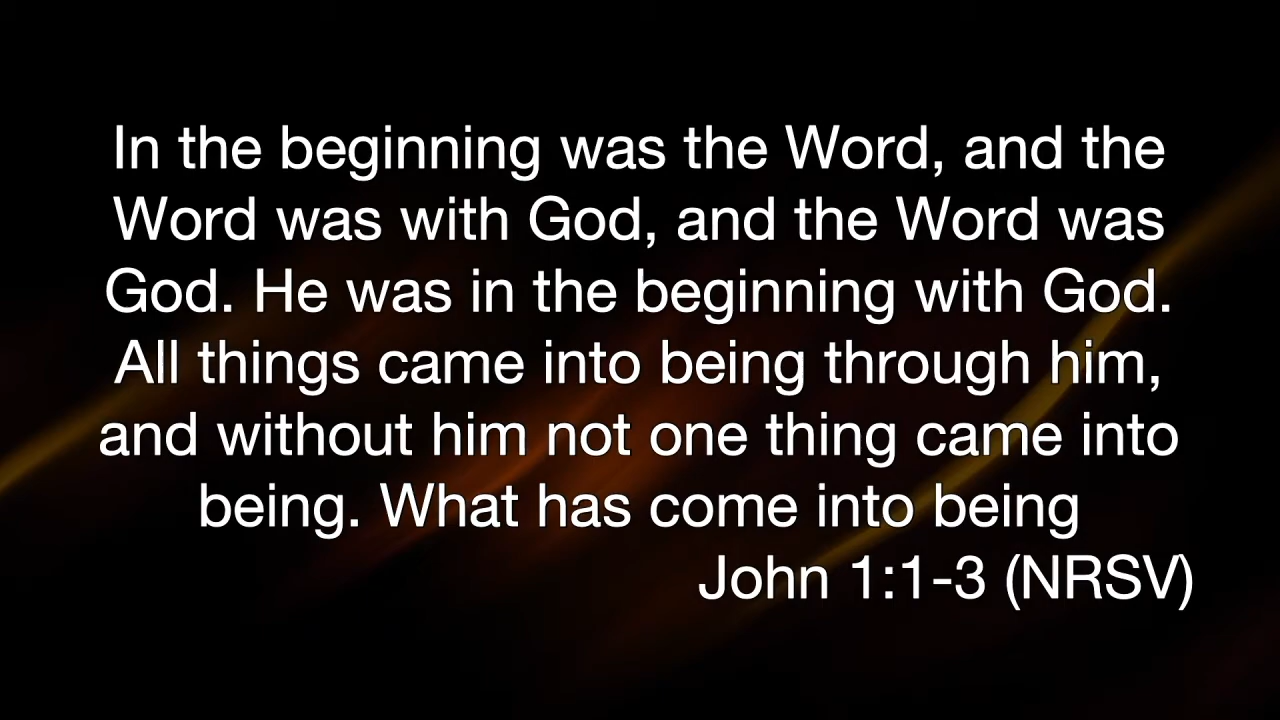 In the beginning was the Word, and the
Word was with God, and the Word was
God. He was in the beginning with God.
All things came into being through him,
and without him not one thing came into
being. What has come into being
John 1:1-3 (NRSV)